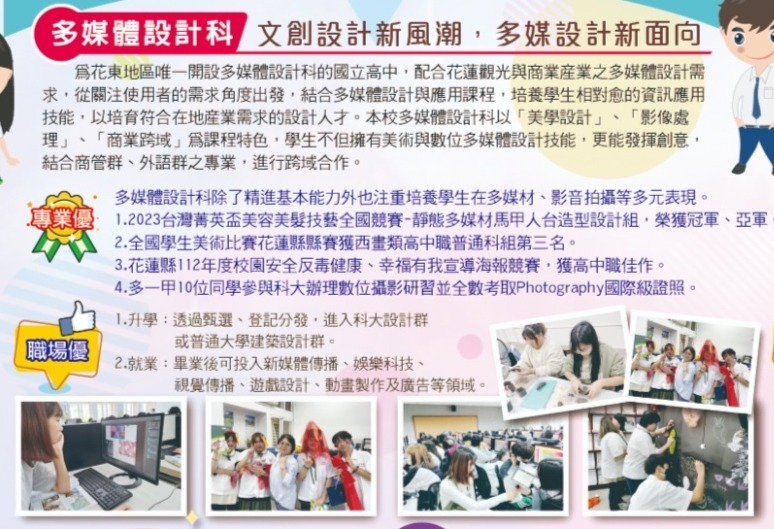 多媒體設計科 文創設計新風潮，多媒設計新面向
為花東地區唯一開設多媒體設計科的國立高中，配合花蓮觀光與商業産業之多媒體設計需
求，從關注使用者的需求角度出發，結合多媒體設計與應用課程，培養學生相對愈的資訊應用
技能，以培育符合在地産業需求的設計人才。本校多媒體設計科以「美學設計」、「影像處
理」、「商業跨域」爲課程特色，學生不但擁有美術與數位多媒體設計技能，更能發揮創意，
結合商管群、外語群之專業，進行跨域合作。
專業優
多媒體設計科除了精進基本能力外也注重培養學生在多媒材、影音拍攝等多元表現。
1.2023台灣菁英盃美容美髮技藝全國競賽-靜態多媒材馬甲人台造型設計組，榮獲冠軍、亞軍。
2.全國學生美術比賽花蓮縣縣賽獲西畫類高中職普通科組第三名。
3.花蓮縣112年度校園安全反毒健康、幸福有我宣導海報競賽，獲高中職佳作。
4.多一甲10位同學參與科大辦理數位攝影研習並全數考取Photography國際級證照。
職場優
1.升學：透過甄選、登記分發，進入科大設計群
或普通大學建築設計群。
2.就業：畢業後可投入新媒體傳播、娛樂科技、
視覺傳播、遊戲設計、動畫製作及廣告等領域。